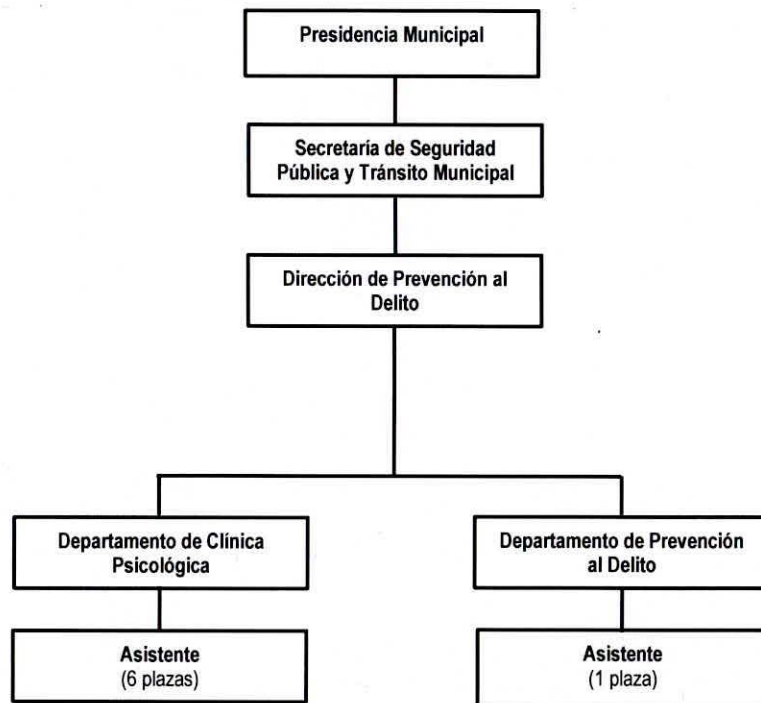 Presidencia Municipal
Secretaría de Seguridad
Pública y Tránsito Municipal
Dirección de Prevención al
Delito
Departamento de Clínica
Psicológica
Departamento de Prevención
al Delito
Asistente
(6 plazas)
Asistente
(1 plaza)